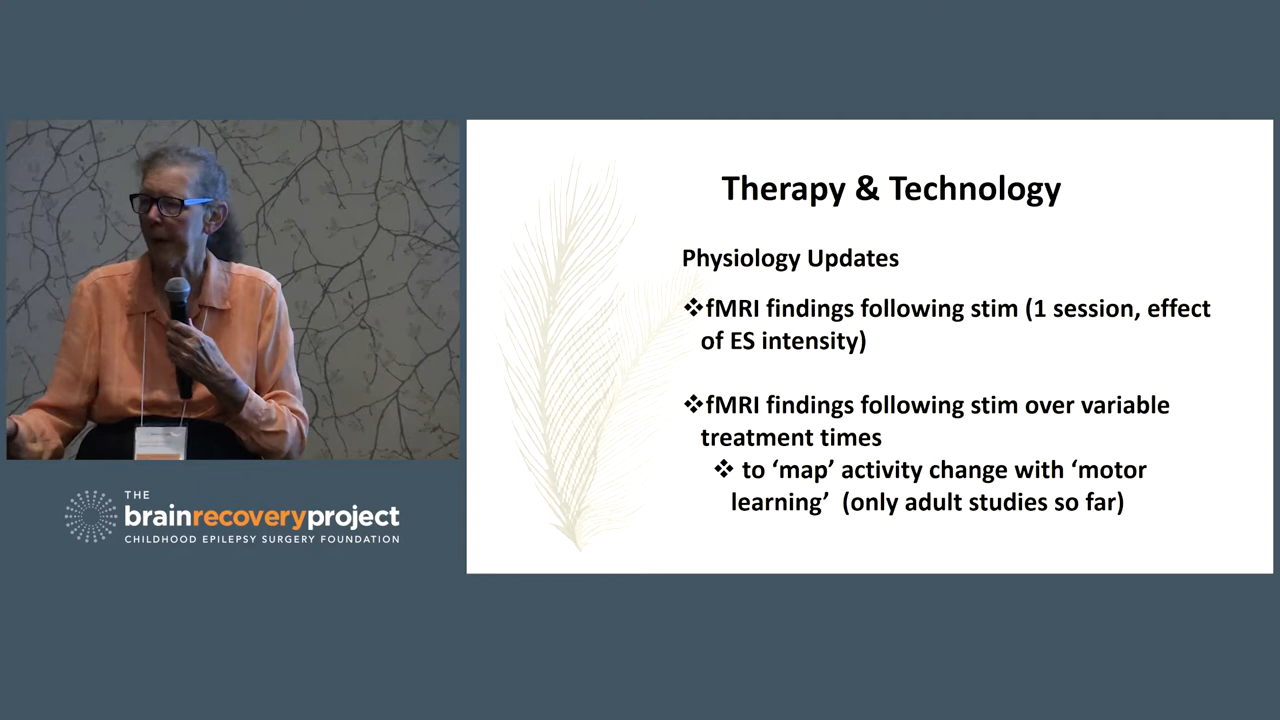 Therapy & Technology
Physiology Updates
❖fMRI findings following stim (1 session, effect
of ES intensity)
❖fMRI findings following stim over variable
treatment times
❖ to ‘map’ activity change with ‘motor
learning’ (only adult studies so far)
THE
brainrecoveryproject
CHILDHOOD EPILEPSY SURGERY FOUNDATION